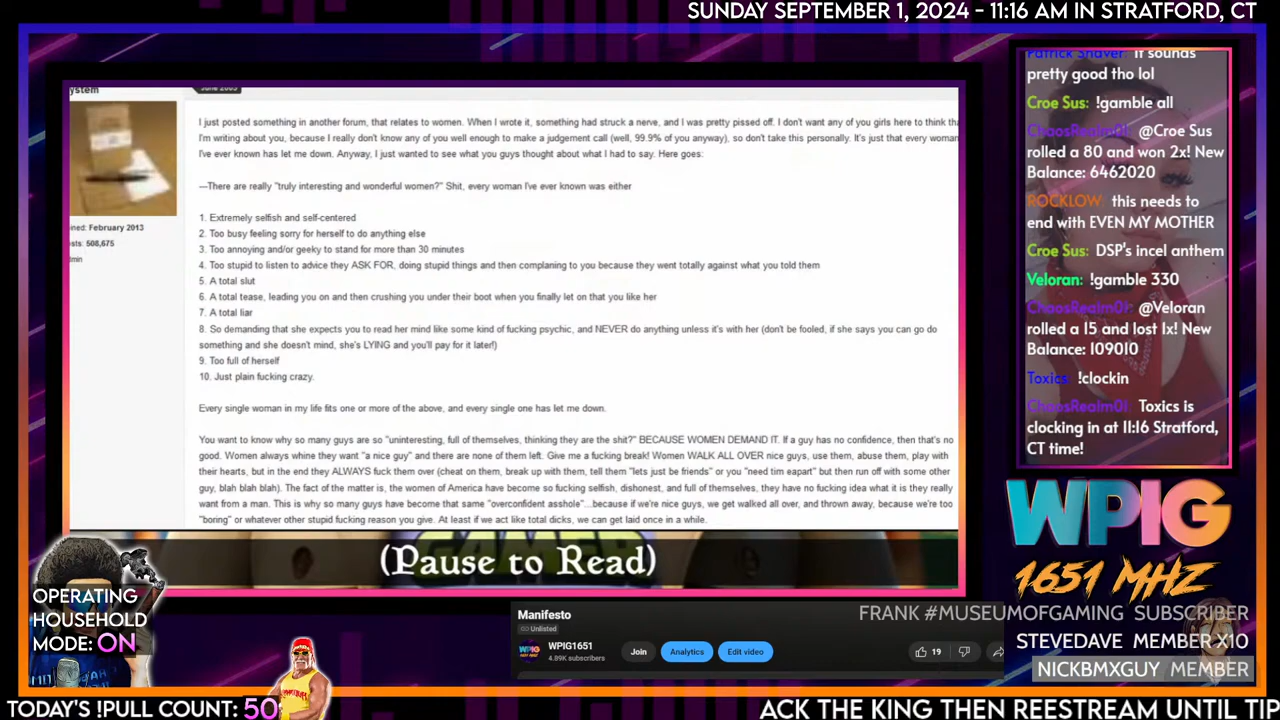 SUNDAY SEPTEMBER 1, 2024 - 11:16 AM IN STRATFORD, CT
ystem
June 2003
ined: February 2013
sts: 508,675
dmin
I just posted something in another forum, that relates to women. When I wrote it, something had struck a nerve, and I was pretty pissed off. I don't want any of you girls here to think tha
I'm writing about you, because I really don't know any of you well enough to make a judgement call (well, 99.9% of you anyway), so don't take this personally. It's just that every woman
I've ever known has let me down. Anyway, I just wanted to see what you guys thought about what I had to say. Here goes:
---There are really "truly interesting and wonderful women?" Shit, every woman I've ever known was either
1. Extremely selfish and self-centered
2. Too busy feeling sorry for herself to do anything else
3. Too annoying and/or geeky to stand for more than 30 minutes
4. Too stupid to listen to advice they ASK FOR, doing stupid things and then complaning to you because they went totally against what you told them
5. A total slut
6. A total tease, leading you on and then crushing you under their boot when you finally let on that you like her
7. A total liar
8. So demanding that she expects you to read her mind like some kind of fucking psychic, and NEVER do anything unless it's with her (don't be fooled, if she says you can go do
something and she doesn't mind, she's LYING and you'll pay for it later!)
9. Too full of herself
10. Just plain fucking crazy.
Every single woman in my life fits one or more of the above, and every single one has let me down.
You want to know why so many guys are so "uninteresting, full of themselves, thinking they are the shit?" BECAUSE WOMEN DEMAND IT. If a guy has no confidence, then that's no
good. Women always whine they want "a nice guy" and there are none of them left. Give me a fucking break! Women WALK ALL OVER nice guys, use them, abuse them, play with
their hearts, but in the end they ALWAYS fuck them over (cheat on them, break up with them, tell them "lets just be friends" or you "need tim eapart" but then run off with some other
guy, blah blah blah). The fact of the matter is, the women of America have become so fucking selfish, dishonest, and full of themselves, they have no fucking idea what it is they really
want from a man. This is why so many guys have become that same "overconfident asshole"...because if we're nice guys, we get walked all over, and thrown away, because we're too
"boring" or whatever other stupid fucking reason you give. At least if we act like total dicks, we can get laid once in a while.
GAMER
(Pause to Read)
Patrick Shaver: It sounds
pretty good tho lol
Croe Sus: !gamble all
ChaosRealm01: @Croe Sus
rolled a 80 and won 2x! New
Balance: 6462020
ROCKLOW: this needs to
end with EVEN MY MOTHER
Croe Sus: DSP's incel anthem
Veloran: !gamble 330
ChaosRealm01: @Veloran
rolled a 15 and lost 1x! New
Balance: 109010
Toxics: !clockin
ChaosRealm01: Toxics is
clocking in at 11:16 Stratford,
CT time!
WPIG
1651 MHZ
OPERATING
HOUSEHOLD
MODE: ON
Manifesto
Unlisted
WPIG1651
4.89K subscribers
Join
Analytics
Edit video
19
FRANK #MUSEUMOFGAMING SUBSCRIBER
STEVEDAVE MEMBER X10
NICKBMXGUY MEMBER
TODAY'S !PULL COUNT: 50
ACK THE KING THEN REESTREAM UNTIL TIP